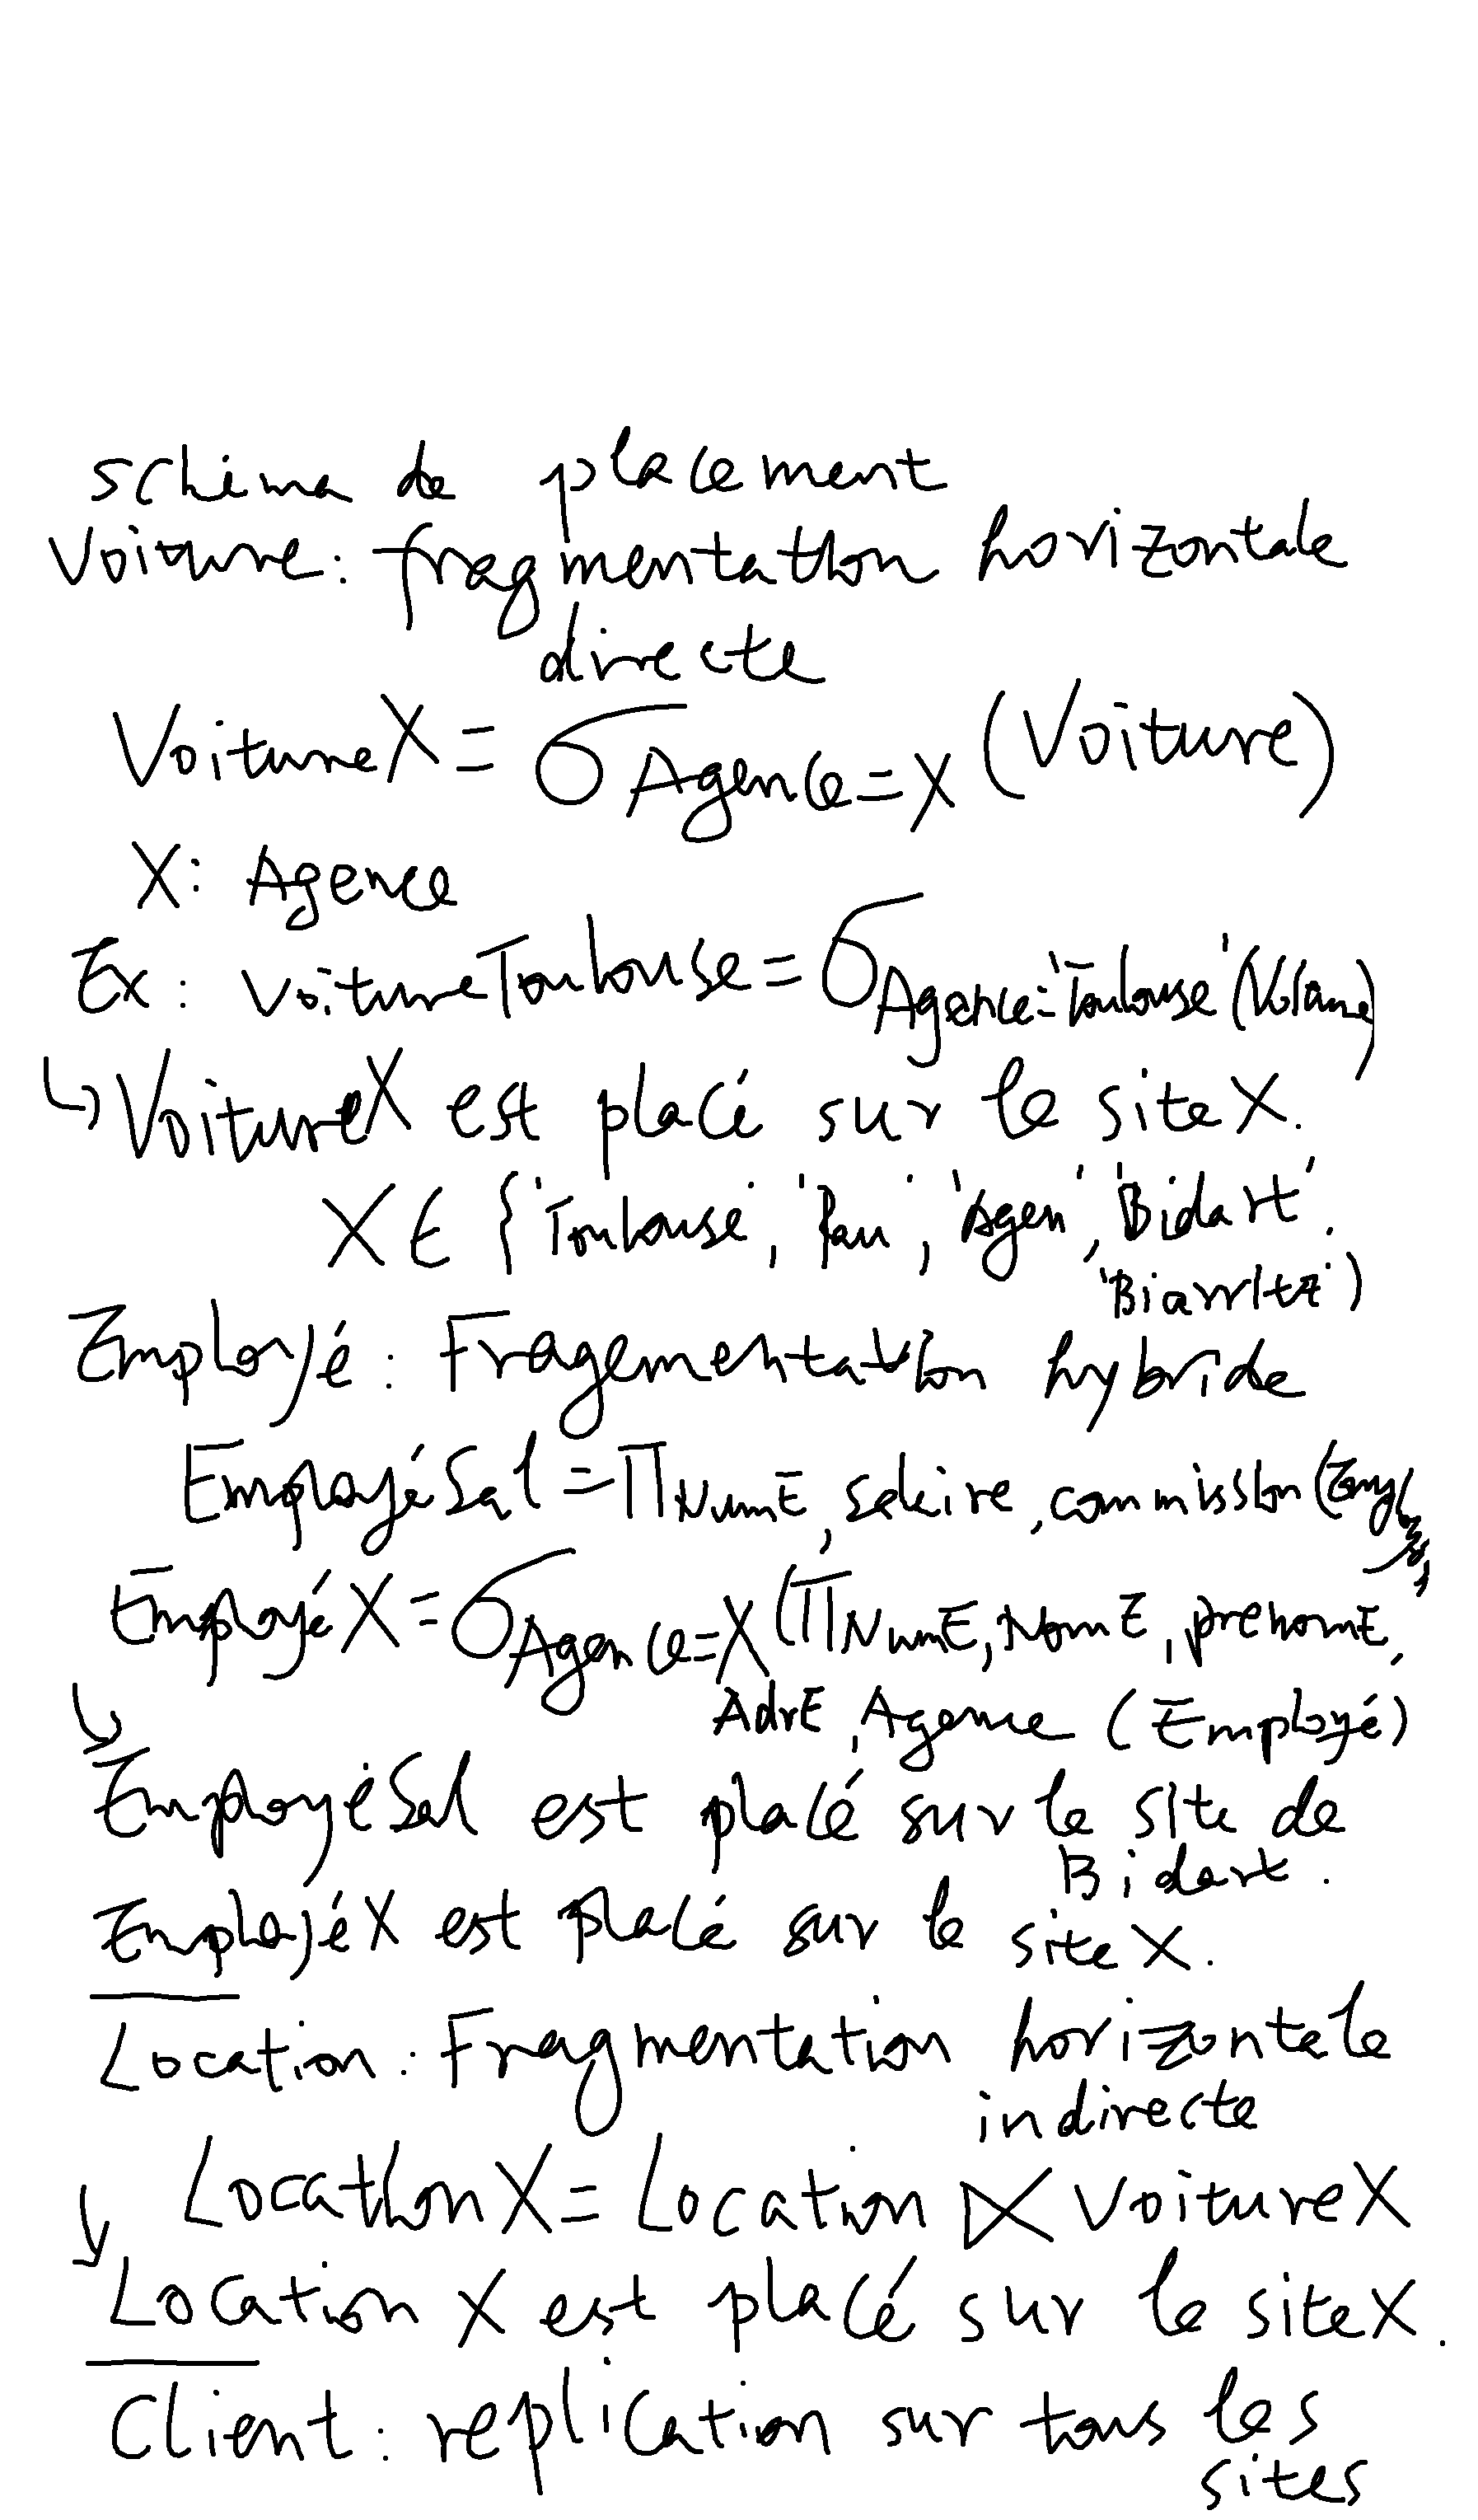 schéma de placement
Voiture: fragmentation horizontale
directe
VoitureX = σ Agence=X (Voiture)
X: Agence
Ex: VoitureToulouse = σ Agence='Toulouse' (Voiture)
↳ VoitureX est placé sur le site X.
X ∈ {'Toulouse', 'Pau', 'Agen', 'Bidart',
'Biarritz')
Employé: Fragementation hybride
EmployéSal = Π NumE, salaire, commission (Employé)
EmployéX = σ Agence=X (Π NumE, NomE, prenomE,
AdrE, Agence (Employé)
↳
EmployéSal est placé sur le site de
Bidart.
EmployéX est placé sur le site X.
Location: Fragmentation horizontale
indirecte
LocationX = Location ⋉ VoitureX
↳
Location X est placé sur le site X.
Client: replication sur tous les
sites